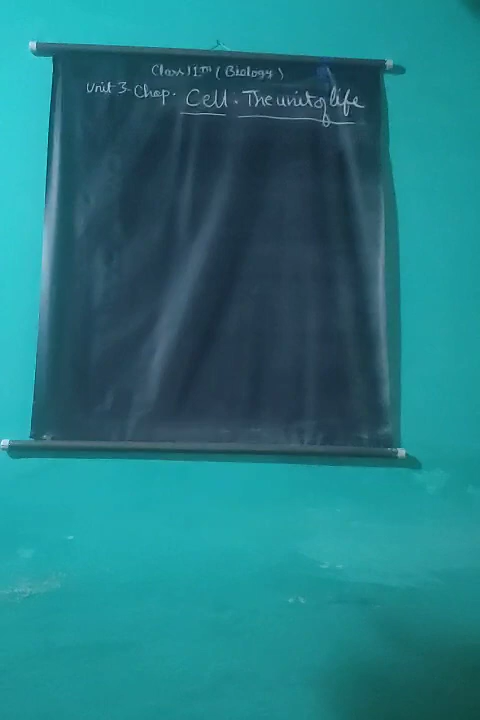 Class 11TH (Biology)
Unit 3- Chap. Cell. The unit of life